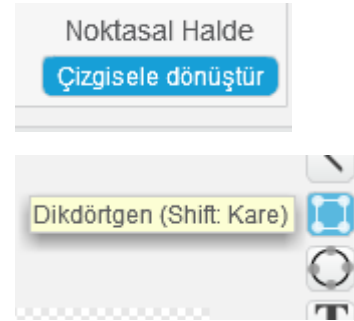 Noktasal Halde
Çizgisele dönüştür
Dikdörtgen (Shift: Kare)
T